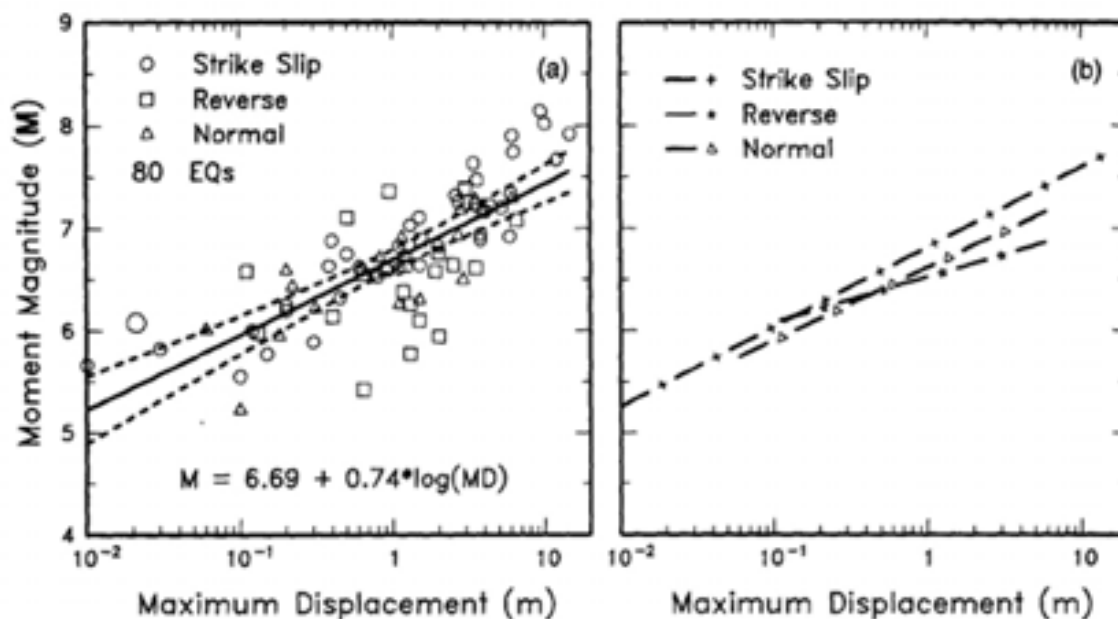 9
8
7
6
5
4
Moment Magnitude (M)
(a)
Strike Slip
Reverse
Normal
80 EQs
M = 6.69 + 0.74*log(MD)
10⁻² 10⁻¹ 1 10
Maximum Displacement (m)
(b)
Strike Slip
Reverse
Normal
10⁻² 10⁻¹ 1 10
Maximum Displacement (m)